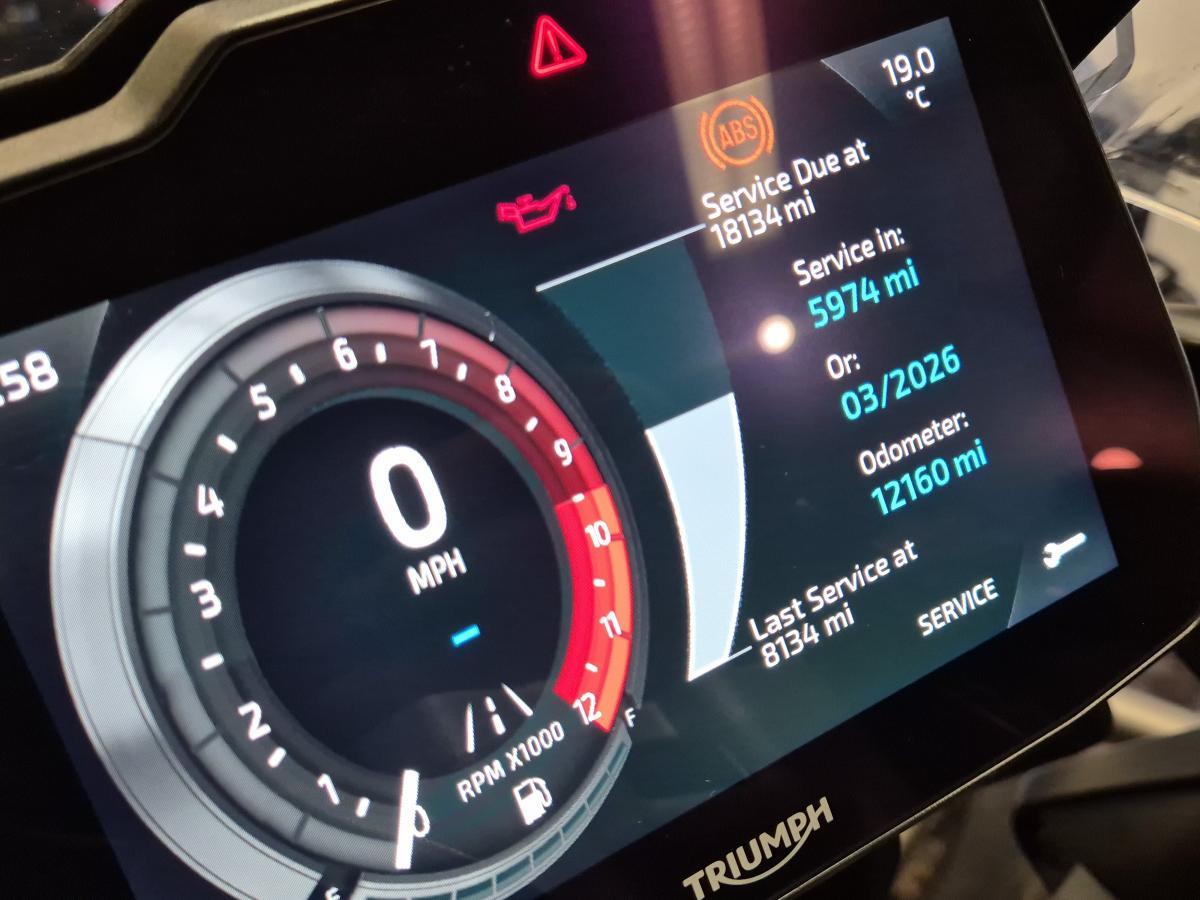 19.0
°C
ABS
Service Due at
18134 mi
Service in:
5974 mi
Or:
03/2026
Odometer:
12160 mi
Last Service at
8134 mi
SERVICE
:58
0
MPH
0
1
2
3
4
5
6
7
8
9
10
11
12
RPM X1000
F
E
TRIUMPH